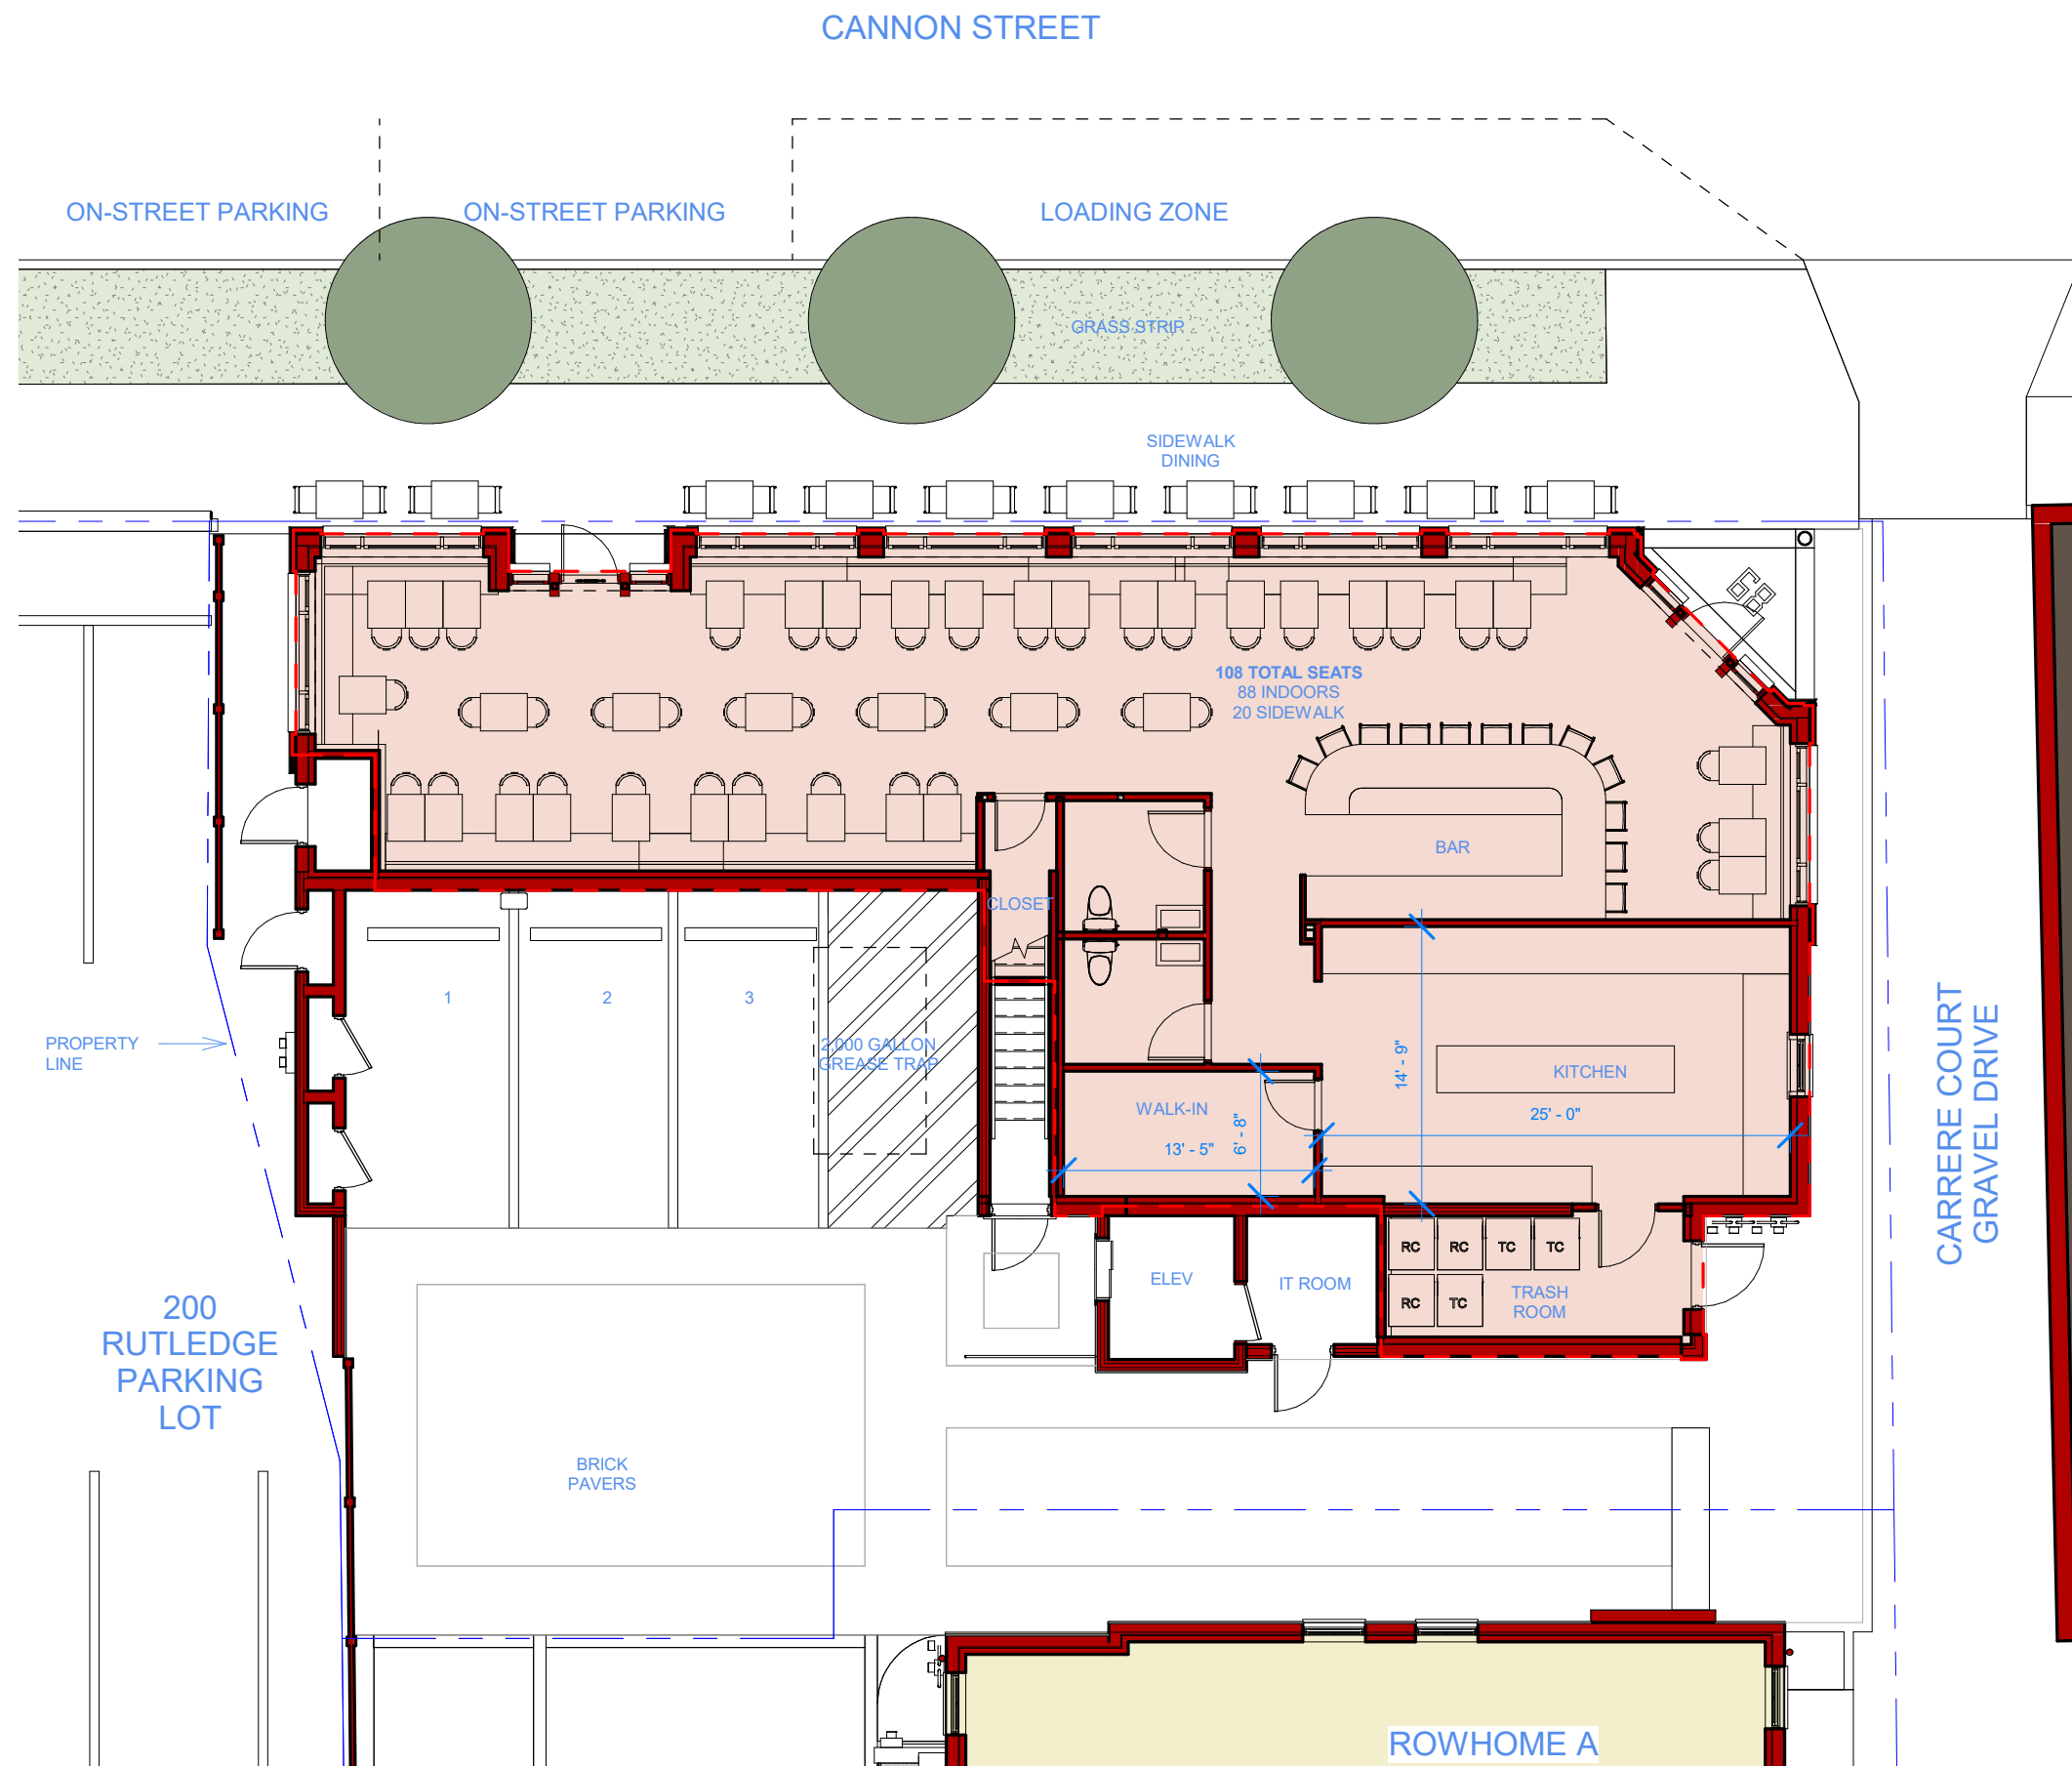 CANNON STREET
ON-STREET PARKING
ON-STREET PARKING
LOADING ZONE
GRASS STRIP
SIDEWALK
DINING
108 TOTAL SEATS
88 INDOORS
20 SIDEWALK
BAR
CLOSET
1
2
3
2,000 GALLON
GREASE TRAP
PROPERTY
LINE
WALK-IN
13' - 5"
6' - 8"
14' - 9"
KITCHEN
25' - 0"
CARRERE COURT
GRAVEL DRIVE
ELEV
IT ROOM
RC
RC
TC
TC
RC
TC
TRASH
ROOM
200
RUTLEDGE
PARKING
LOT
BRICK
PAVERS
ROWHOME A